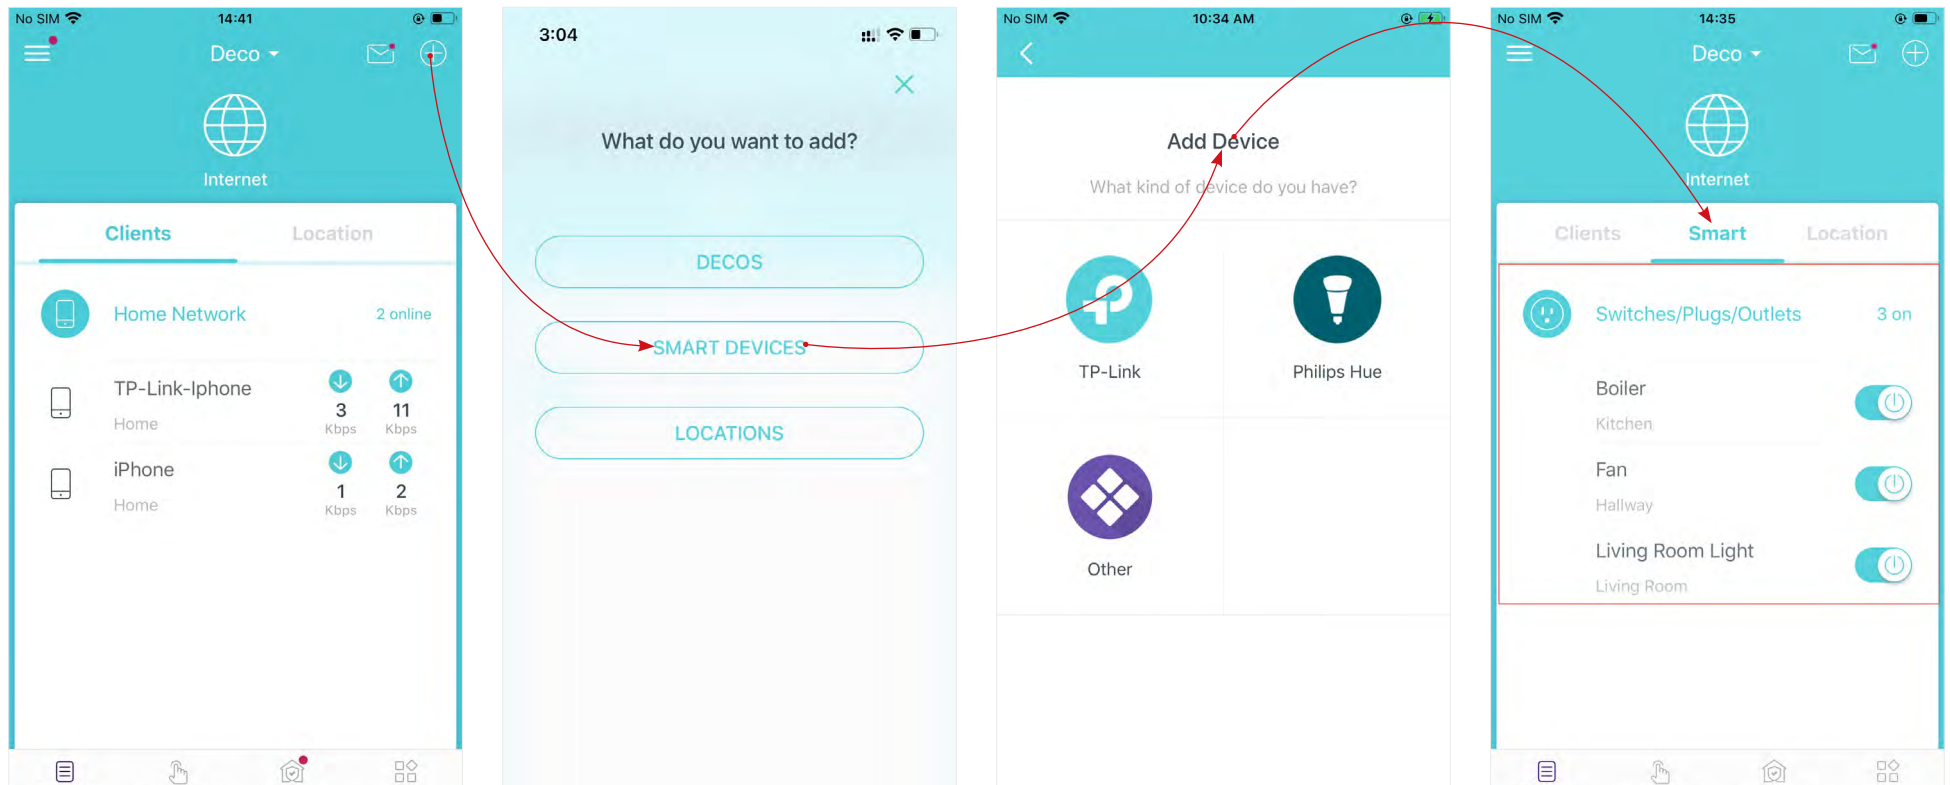 No SIM
14:41
Deco
Internet
Clients
Location
Home Network
2 online
TP-Link-Iphone
Home
3
Kbps
11
Kbps
iPhone
Home
1
Kbps
2
Kbps
3:04
What do you want to add?
DECOS
SMART DEVICES
LOCATIONS
No SIM
10:34 AM
Add Device
What kind of device do you have?
TP-Link
Philips Hue
Other
No SIM
14:35
Deco
Internet
Clients
Smart
Location
Switches/Plugs/Outlets
3 on
Boiler
Kitchen
Fan
Hallway
Living Room Light
Living Room